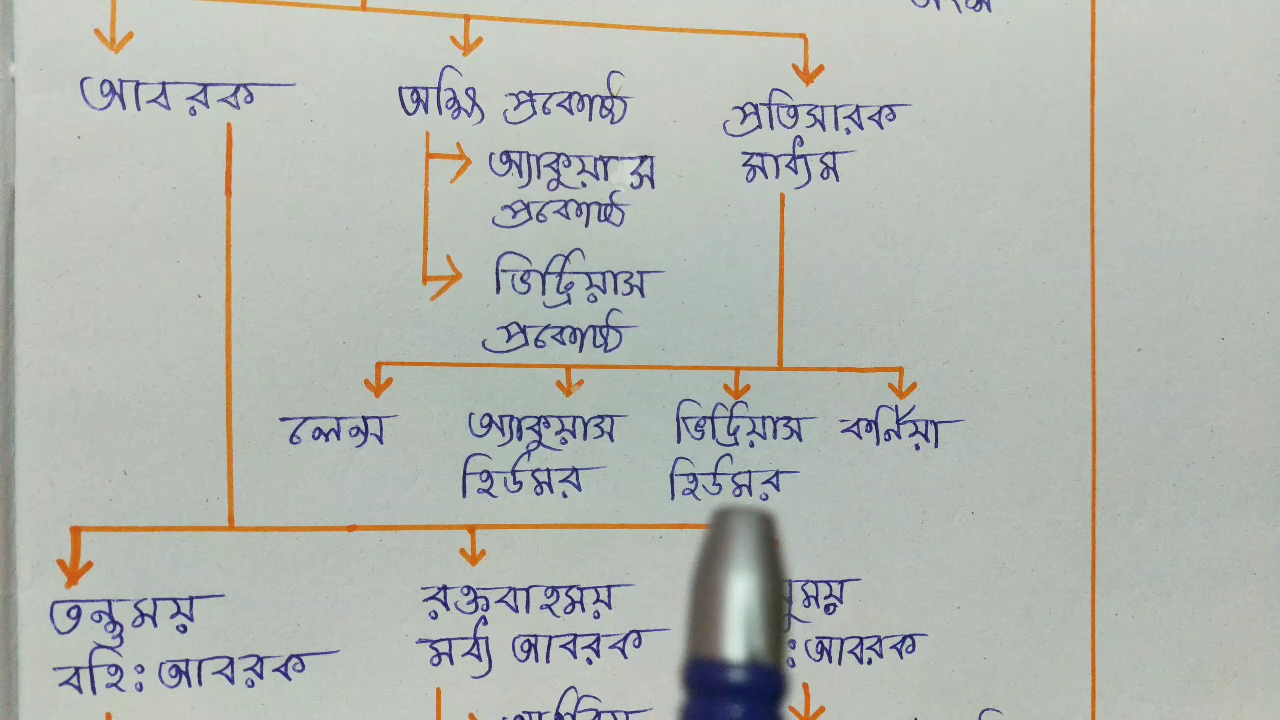 আবরক
অক্ষি প্রকোষ্ঠ
প্রতিসারক
মাধ্যম
অ্যাকুয়াস
প্রকোষ্ঠ
ভিট্রিয়াস
প্রকোষ্ঠ
লেন্স
অ্যাকুয়াস
হিউমর
ভিট্রিয়াস
হিউমর
কর্নিয়া
তন্তুময়
বহিঃ আবরক
রক্তবাহময়
মধ্য আবরক
ঃ আবরক